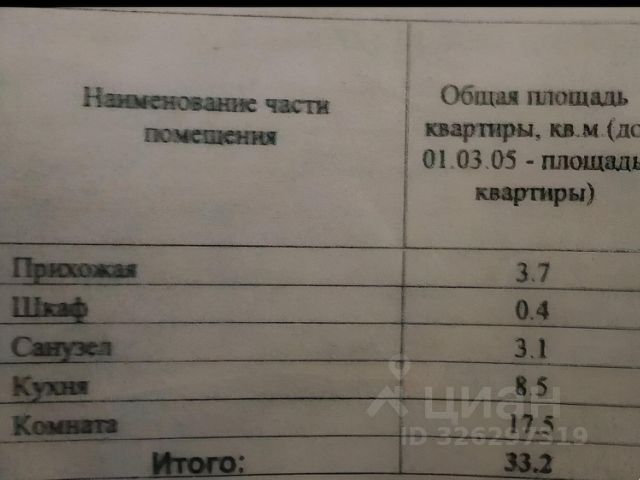 Наименование части
помещения
Общая площадь
квартиры, кв.м.(до
01.03.05 - площадь
квартиры)
Прихожая 3.7
Шкаф 0.4
Санузел 3.1
Кухня 8.5
Комната 17.5
Итого: 33.2
циан
ID 326297319